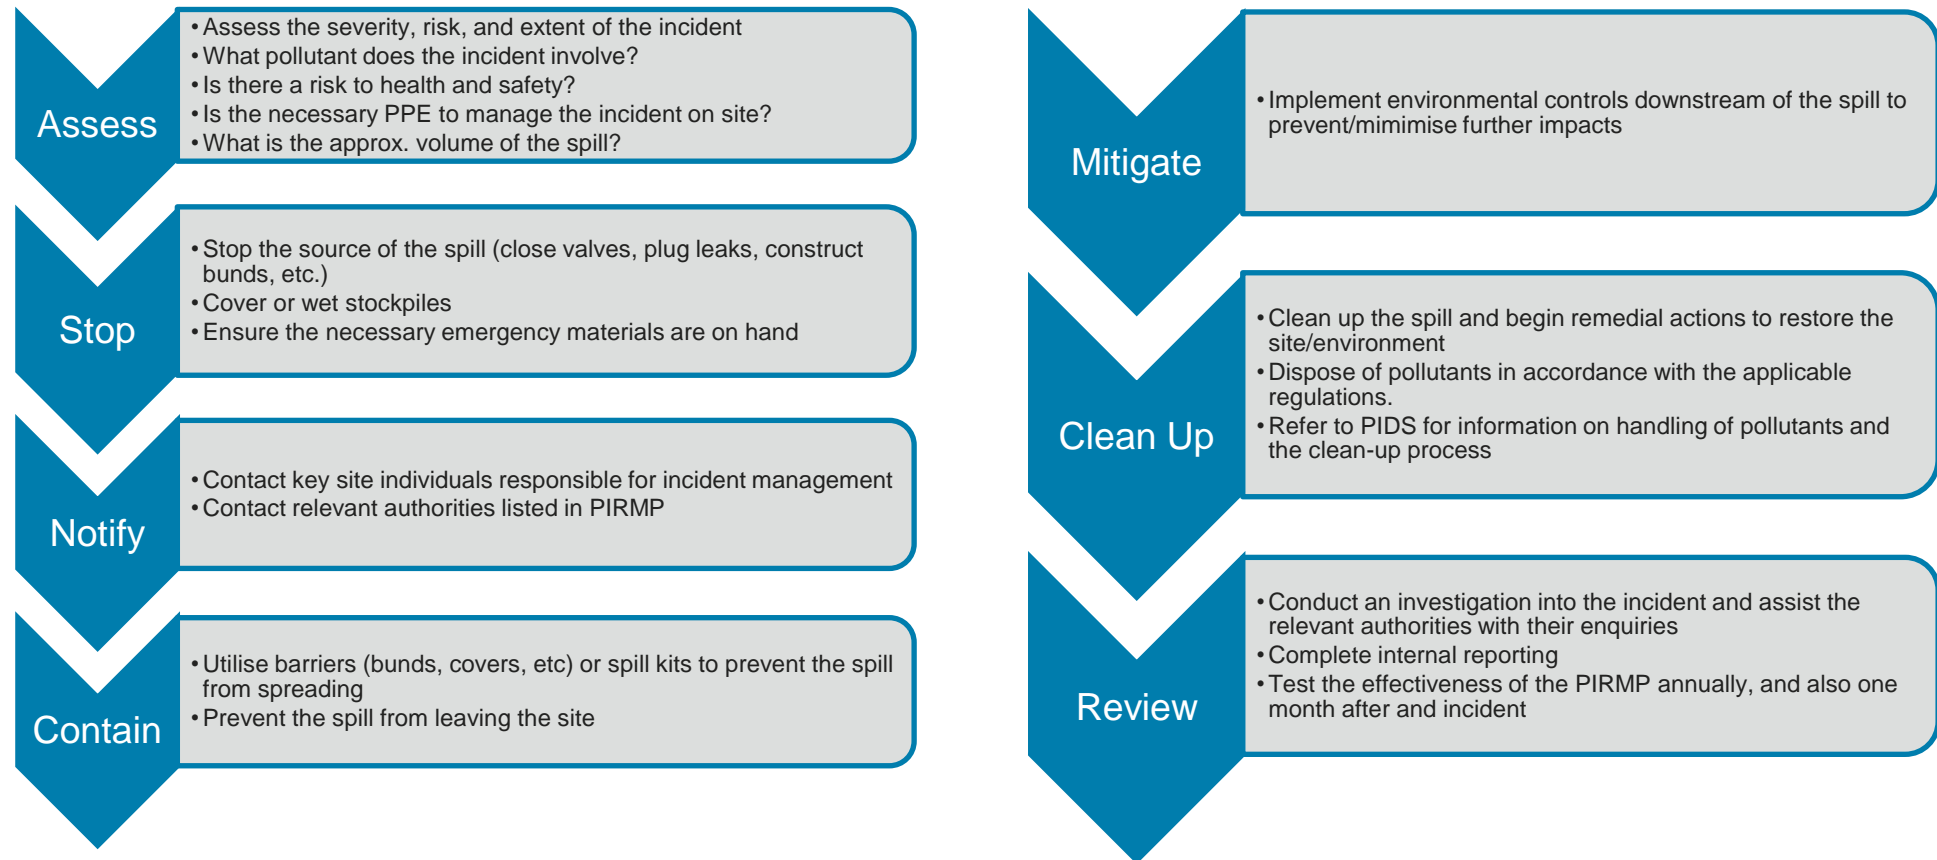 Assess
•Assess the severity, risk, and extent of the incident
•What pollutant does the incident involve?
•Is there a risk to health and safety?
•Is the necessary PPE to manage the incident on site?
•What is the approx. volume of the spill?
Stop
•Stop the source of the spill (close valves, plug leaks, construct
bunds, etc.)
•Cover or wet stockpiles
•Ensure the necessary emergency materials are on hand
Notify
•Contact key site individuals responsible for incident management
•Contact relevant authorities listed in PIRMP
Contain
•Utilise barriers (bunds, covers, etc) or spill kits to prevent the spill
from spreading
•Prevent the spill from leaving the site
Mitigate
•Implement environmental controls downstream of the spill to
prevent/mimimise further impacts
Clean Up
•Clean up the spill and begin remedial actions to restore the
site/environment
•Dispose of pollutants in accordance with the applicable
regulations.
•Refer to PIDS for information on handling of pollutants and
the clean-up process
Review
•Conduct an investigation into the incident and assist the
relevant authorities with their enquiries
•Complete internal reporting
•Test the effectiveness of the PIRMP annually, and also one
month after and incident